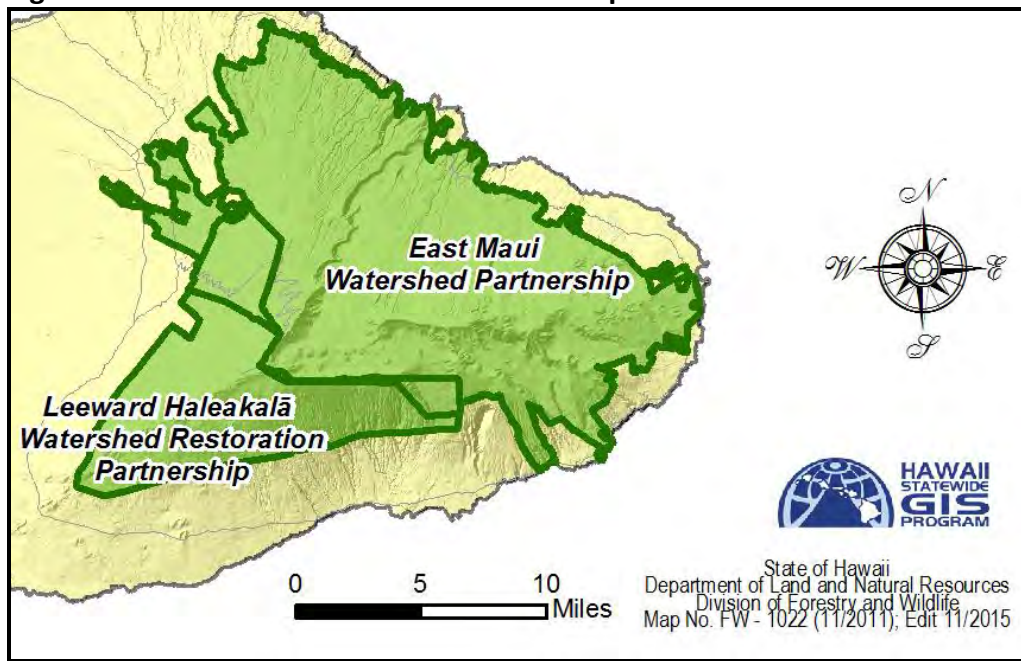 East Maui
Watershed Partnership
Leeward Haleakalā
Watershed Restoration
Partnership
N
W
E
S
HAWAII
STATEWIDE
GIS
PROGRAM
0 5 10
Miles
State of Hawaii
Department of Land and Natural Resources
Division of Forestry and Wildlife
Map No. FW - 1022 (11/2011); Edit 11/2015